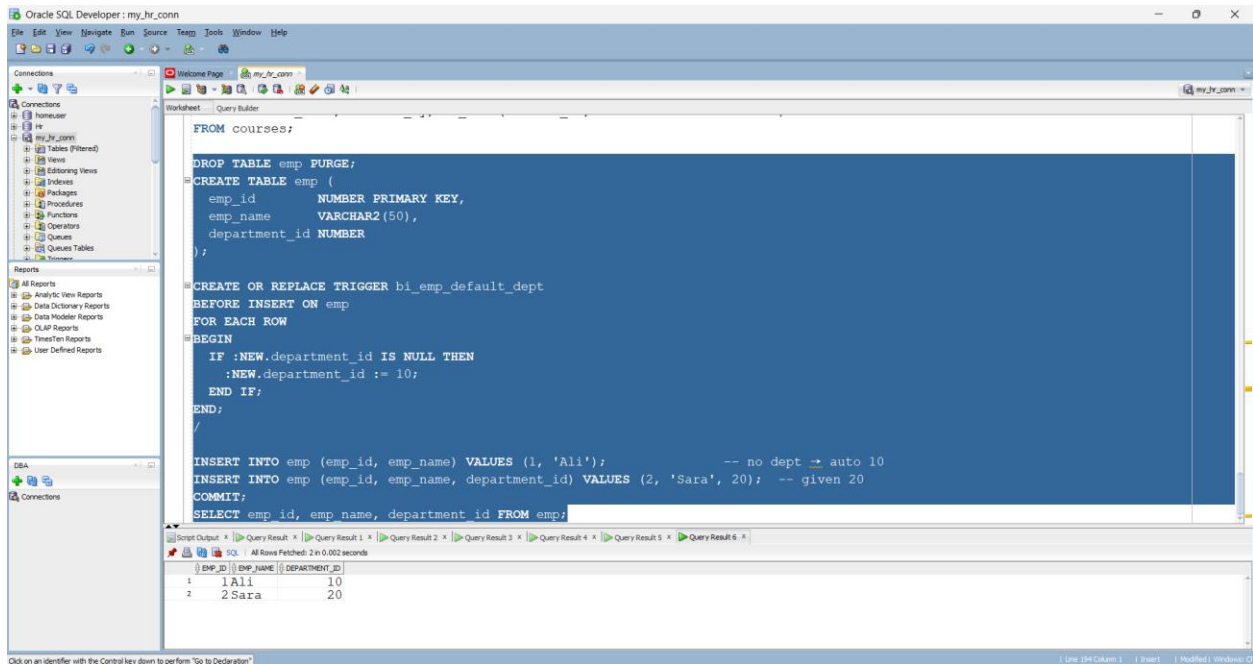 Oracle SQL Developer : my_hr_conn
File Edit View Navigate Run Source Team Tools Window Help
Connections
Connections
homeuser
Hr
my_hr_conn
Tables (Filtered)
Views
Editioning Views
Indexes
Packages
Procedures
Functions
Operators
Queues
Queues Tables
Triggers
Reports
All Reports
Analytic View Reports
Data Dictionary Reports
Data Modeler Reports
OLAP Reports
TimesTen Reports
User Defined Reports
DBA
Connections
Welcome Page my_hr_conn
my_hr_conn
Worksheet Query Builder
FROM courses;
DROP TABLE emp PURGE;
CREATE TABLE emp (
emp_id NUMBER PRIMARY KEY,
emp_name VARCHAR2(50),
department_id NUMBER
);
CREATE OR REPLACE TRIGGER bi_emp_default_dept
BEFORE INSERT ON emp
FOR EACH ROW
BEGIN
IF :NEW.department_id IS NULL THEN
:NEW.department_id := 10;
END IF;
END;
/
INSERT INTO emp (emp_id, emp_name) VALUES (1, 'Ali'); -- no dept → auto 10
INSERT INTO emp (emp_id, emp_name, department_id) VALUES (2, 'Sara', 20); -- given 20
COMMIT;
SELECT emp_id, emp_name, department_id FROM emp;
Script Output x Query Result x Query Result 1 x Query Result 2 x Query Result 3 x Query Result 4 x Query Result 5 x Query Result 6 x
SQL | All Rows Fetched: 2 in 0.002 seconds
EMP_ID EMP_NAME DEPARTMENT_ID
1 1 Ali 10
2 2 Sara 20
Click on an identifier with the Control key down to perform "Go to Declaration"
Line 194 Column 1 | Insert | Modified | Windows: C